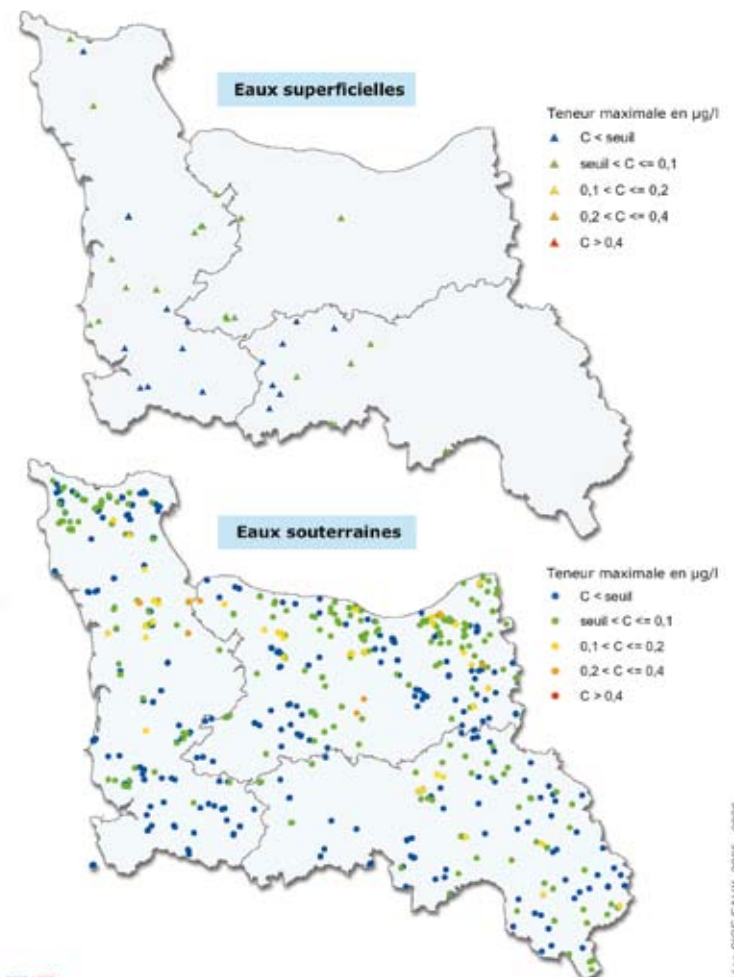 Eaux superficielles
Teneur maximale en µg/l
C < seuil
seuil < C <= 0,1
0,1 < C <= 0,2
0,2 < C <= 0,4
C > 0,4
Eaux souterraines
Teneur maximale en µg/l
C < seuil
seuil < C <= 0,1
0,1 < C <= 0,2
0,2 < C <= 0,4
C > 0,4